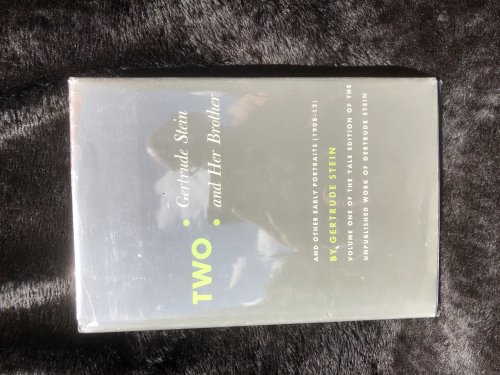 TWO: Gertrude Stein
and Her Brother
AND OTHER EARLY PORTRAITS (1908-12)
BY GERTRUDE STEIN
VOLUME ONE OF THE YALE EDITION OF THE
UNPUBLISHED WORK OF GERTRUDE STEIN